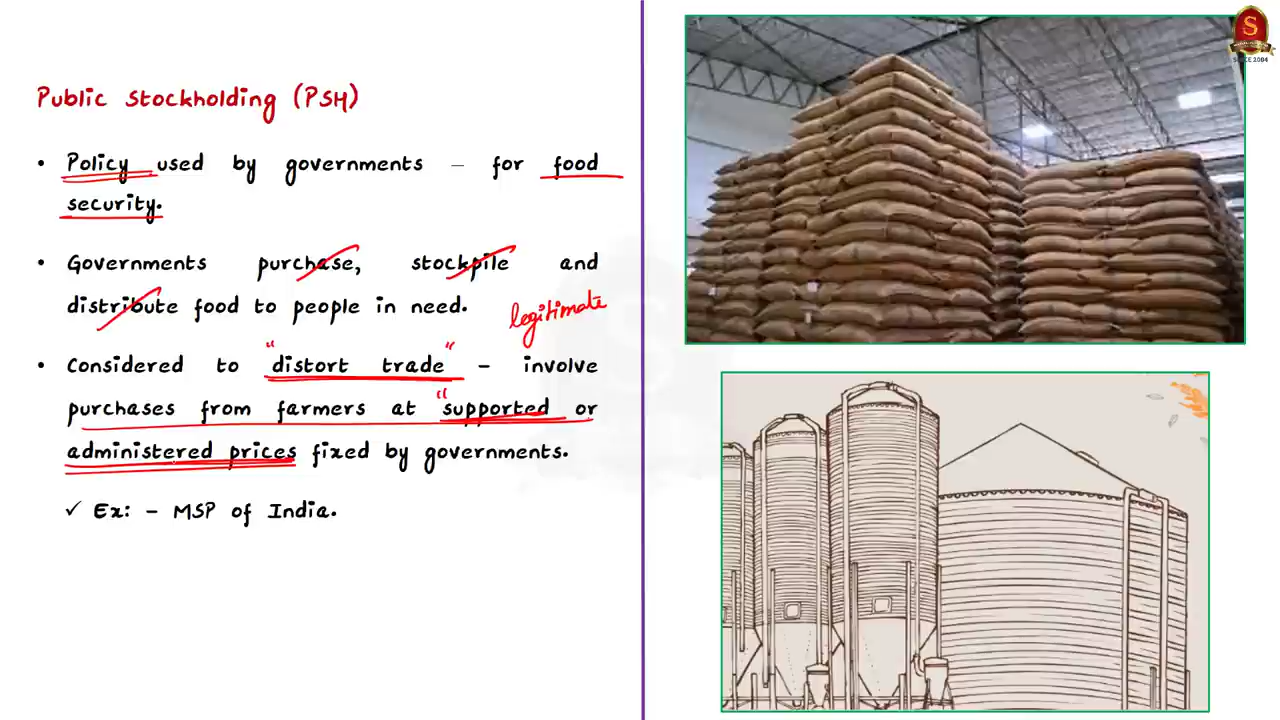 Public Stockholding (PSH)
• Policy used by governments – for food
security.
• Governments purchase, stockpile and
distribute food to people in need.
legitimate
• Considered to "distort trade" – involve
purchases from farmers at "supported or
administered prices fixed by governments.
✓ Ex: - MSP of India.
S
SINCE 2004